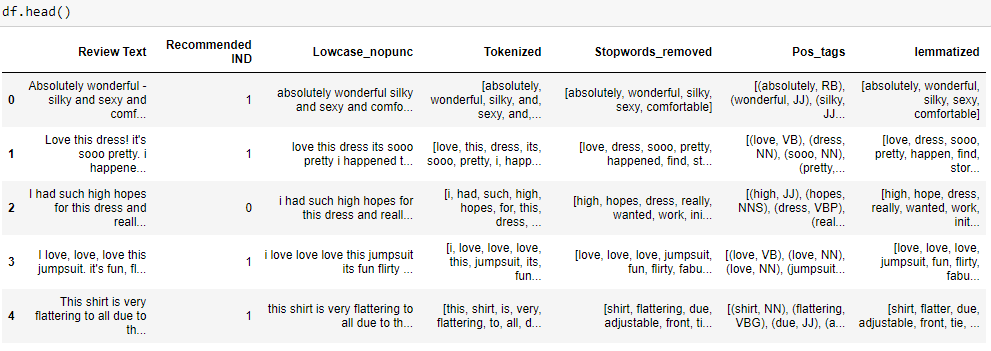 df.head()
Review Text Recommended IND Lowcase_nopunc Tokenized Stopwords_removed Pos_tags lemmatized
0 Absolutely wonderful - silky and sexy and comf... 1 absolutely wonderful silky and sexy and comfo... [absolutely, wonderful, silky, and, sexy, and,... [absolutely, wonderful, silky, sexy, comfortable] [(absolutely, RB), (wonderful, JJ), (silky, JJ... [absolutely, wonderful, silky, sexy, comfortable]
1 Love this dress! it's sooo pretty. i happene... 1 love this dress its sooo pretty i happened t... [love, this, dress, its, sooo, pretty, i, happ... [love, dress, sooo, pretty, happened, find, st... [(love, VB), (dress, NN), (sooo, NN), (pretty,... [love, dress, sooo, pretty, happen, find, stor...
2 I had such high hopes for this dress and reall... 0 i had such high hopes for this dress and reall... [i, had, such, high, hopes, for, this, dress, ... [high, hopes, dress, really, wanted, work, ini... [(high, JJ), (hopes, NNS), (dress, VBP), (real... [high, hope, dress, really, wanted, work, init...
3 I love, love, love this jumpsuit. it's fun, fl... 1 i love love love this jumpsuit its fun flirty ... [i, love, love, love, this, jumpsuit, its, fun... [love, love, love, jumpsuit, fun, flirty, fabu... [(love, VB), (love, NN), (love, NN), (jumpsuit... [love, love, love, jumpsuit, fun, flirty, fabu...
4 This shirt is very flattering to all due to th... 1 this shirt is very flattering to all due to th... [this, shirt, is, very, flattering, to, all, d... [shirt, flattering, due, adjustable, front, ti... [(shirt, NN), (flattering, VBG), (due, JJ), (a... [shirt, flatter, due, adjustable, front, tie, ...